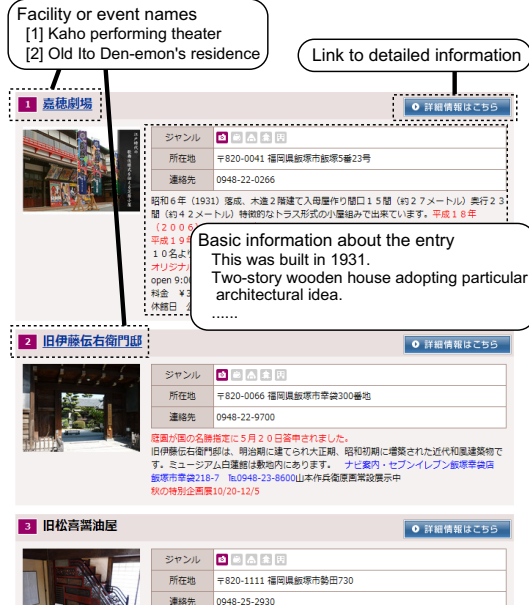 Facility or event names
[1] Kaho performing theater
[2] Old Ito Den-emon's residence
Link to detailed information
1 嘉穂劇場
詳細情報はこちら
ジャンル
所在地 〒820-0041 福岡県飯塚市飯塚5番23号
連絡先 0948-22-0266
昭和6年（1931）落成、木造2階建て入母屋作り間口15間（約27メートル）奥行23
間（約42メートル）特徴的なトラス形式の小屋組みで出来ています。平成18年
（2006
平成19年
10名より
オリジナル
open 9:00
料金 ¥3
休館日
Basic information about the entry
This was built in 1931.
Two-story wooden house adopting particular
architectural idea.
......
2 旧伊藤伝右衛門邸
詳細情報はこちら
ジャンル
所在地 〒820-0066 福岡県飯塚市幸袋300番地
連絡先 0948-22-9700
庭園が国の名勝指定に5月20日答申されました。
旧伊藤伝右衛門邸は、明治期に建てられ大正期、昭和初期に増築された近代和風建築物で
す。ミュージアム白蓮館は敷地内にあります。 ナビ案内・セブンイレブン飯塚幸袋店
飯塚市幸袋218-7 ℡0948-23-8600山本作兵衛原画常設展示中
秋の特別企画展10/20-12/5
3 旧松喜醤油屋
詳細情報はこちら
ジャンル
所在地 〒820-1111 福岡県飯塚市勢田730
連絡先 0948-25-2930